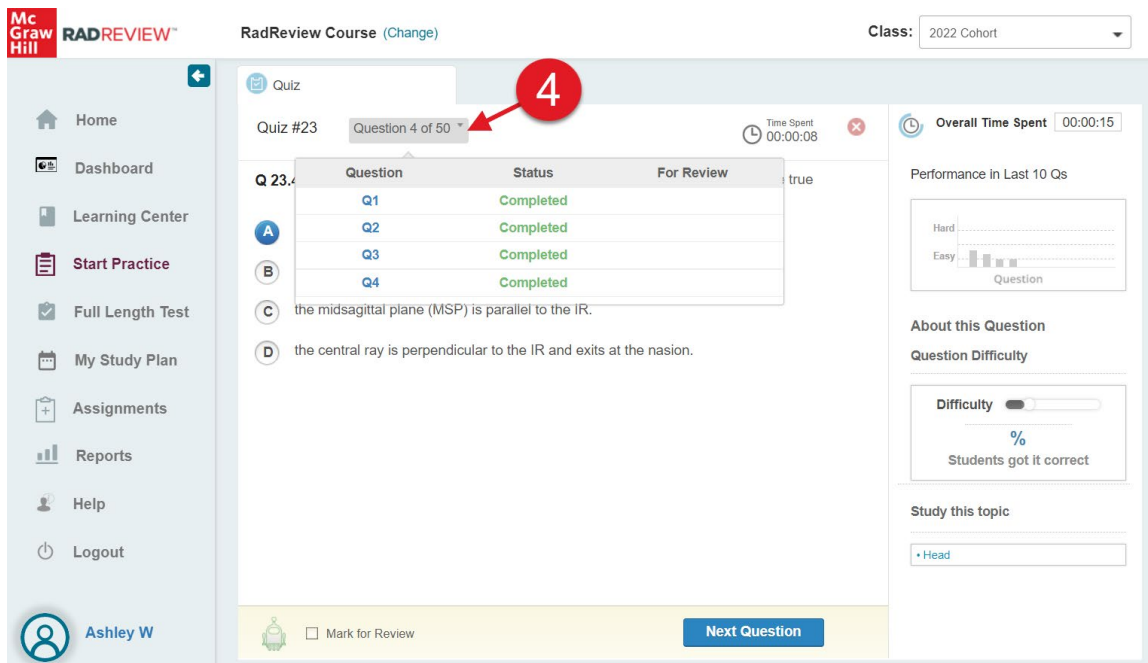 Mc
Graw
Hill
RADREVIEW™
RadReview Course (Change)
Class: 2022 Cohort
Home
Dashboard
Learning Center
Start Practice
Full Length Test
My Study Plan
Assignments
Reports
Help
Logout
Ashley W
Quiz
4
Quiz #23 Question 4 of 50
Time Spent
00:00:08
Q 23.4
true
Question Status For Review
Q1 Completed
Q2 Completed
Q3 Completed
Q4 Completed
A
B
C the midsagittal plane (MSP) is parallel to the IR.
D the central ray is perpendicular to the IR and exits at the nasion.
Mark for Review
Next Question
Overall Time Spent 00:00:15
Performance in Last 10 Qs
Hard
Easy
Question
About this Question
Question Difficulty
Difficulty
%
Students got it correct
Study this topic
• Head